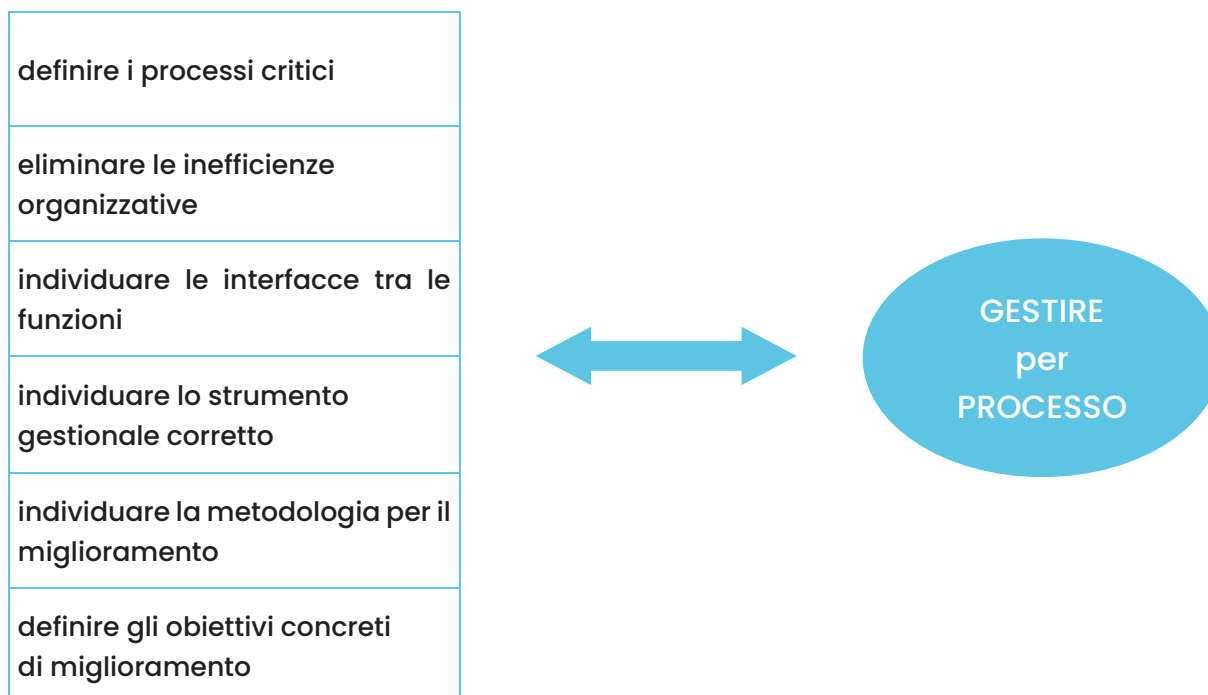 definire i processi critici
eliminare le inefficienze
organizzative
individuare le interfacce tra le
funzioni
individuare lo strumento
gestionale corretto
individuare la metodologia per il
miglioramento
definire gli obiettivi concreti
di miglioramento
GESTIRE
per
PROCESSO